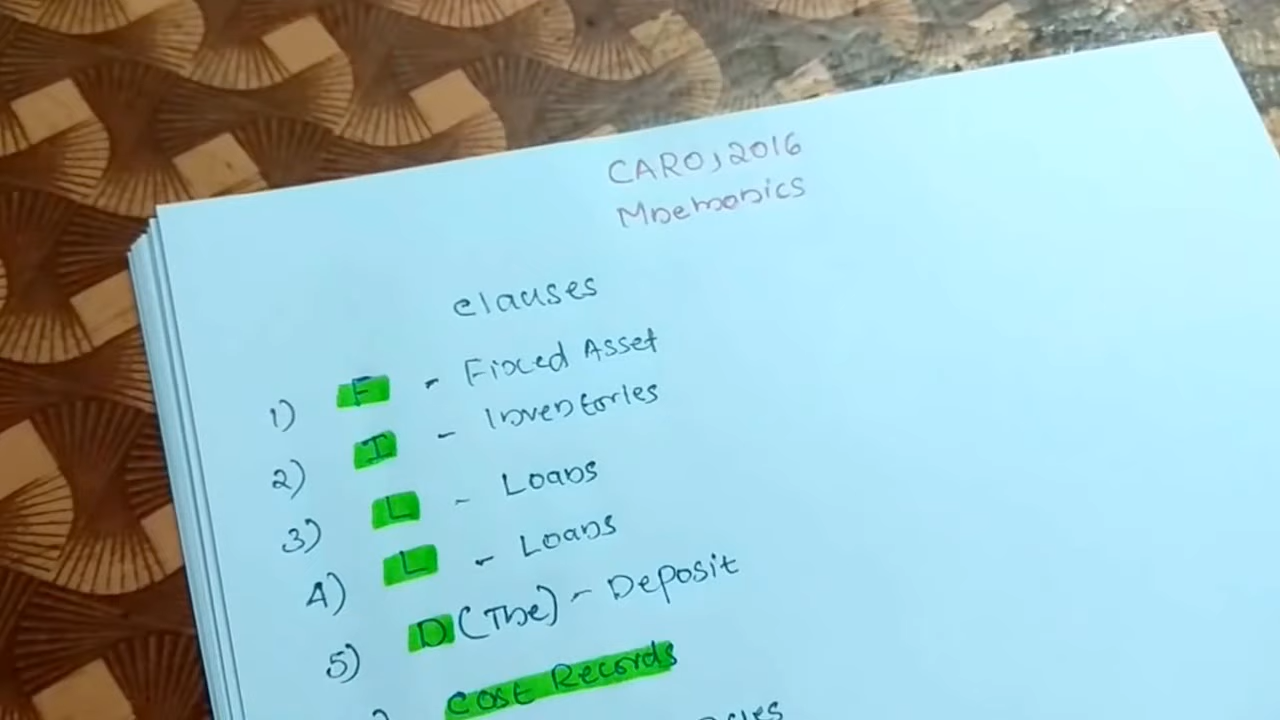 CARO, 2016
Mnemonics
clauses
1) F - Fixed Asset
2) I - Inventories
3) L - Loans
4) L - Loans
5) D (The) - Deposit
Cost Records